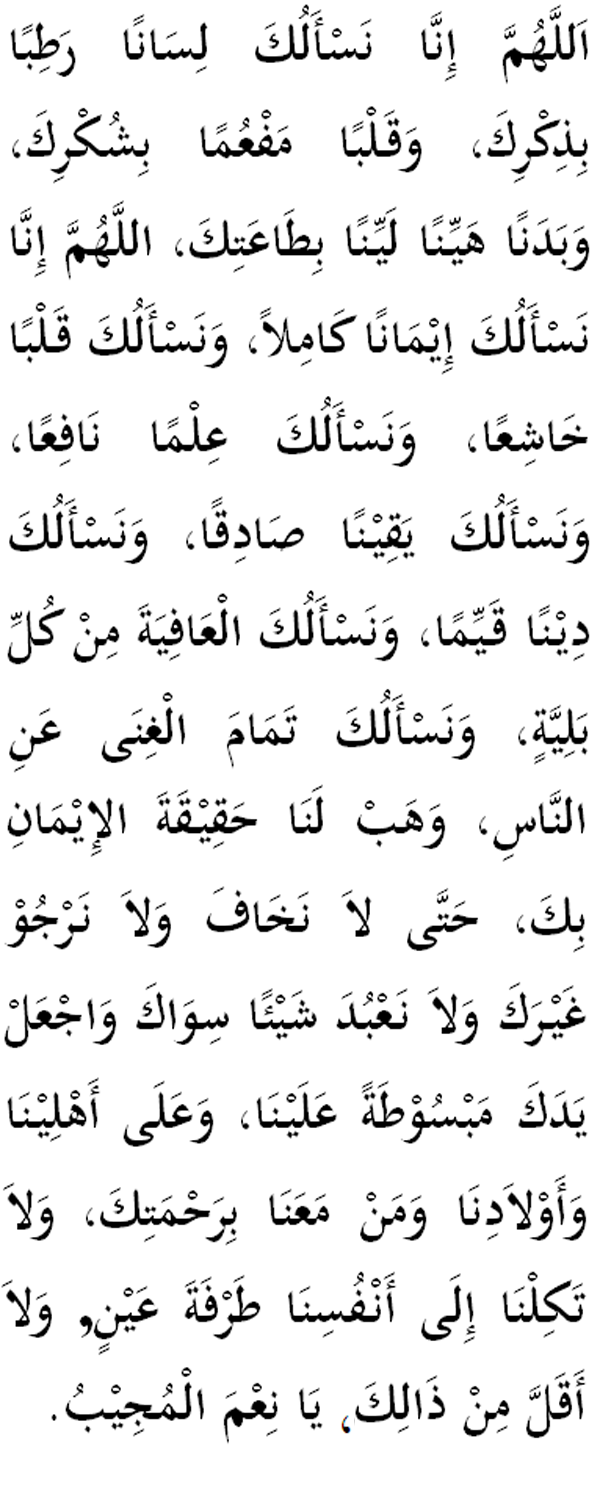 اَللَّهُمَّ إِنَّا نَسْأَلُكَ لِسَانًا رَطِبًا
بِذِكْرِكَ، وَقَلْبًا مَفْعُمًا بِشُكْرِكَ،
وَبَدَنًا هَيِّنًا لَيِّنًا بِطَاعَتِكَ، اللَّهُمَّ إِنَّا
نَسْأَلُكَ إِيْمَانًا كَامِلاً، وَنَسْأَلُكَ قَلْبًا
خَاشِعًا، وَنَسْأَلُكَ عِلْمًا نَافِعًا،
وَنَسْأَلُكَ يَقِيْنًا صَادِقًا، وَنَسْأَلُكَ
دِيْنًا قَيِّمًا، وَنَسْأَلُكَ الْعَافِيَةَ مِنْ كُلِّ
بَلِيَّةٍ، وَنَسْأَلُكَ تَمَامَ الْغِنَى عَنِ
النَّاسِ، وَهَبْ لَنَا حَقِيْقَةَ الإِيْمَانِ
بِكَ، حَتَّى لاَ نَخَافَ وَلاَ نَرْجُوْ
غَيْرَكَ وَلاَ نَعْبُدَ شَيْئًا سِوَاكَ وَاجْعَلْ
يَدَكَ مَبْسُوْطَةً عَلَيْنَا، وَعَلَى أَهْلِيْنَا
وَأَوْلاَدِنَا وَمَنْ مَعَنَا بِرَحْمَتِكَ، وَلاَ
تَكِلْنَا إِلَى أَنْفُسِنَا طَرْفَةَ عَيْنٍ, وَلاَ
أَقَلَّ مِنْ ذَالِكَ، يَا نِعْمَ الْمُجِيْبُ.